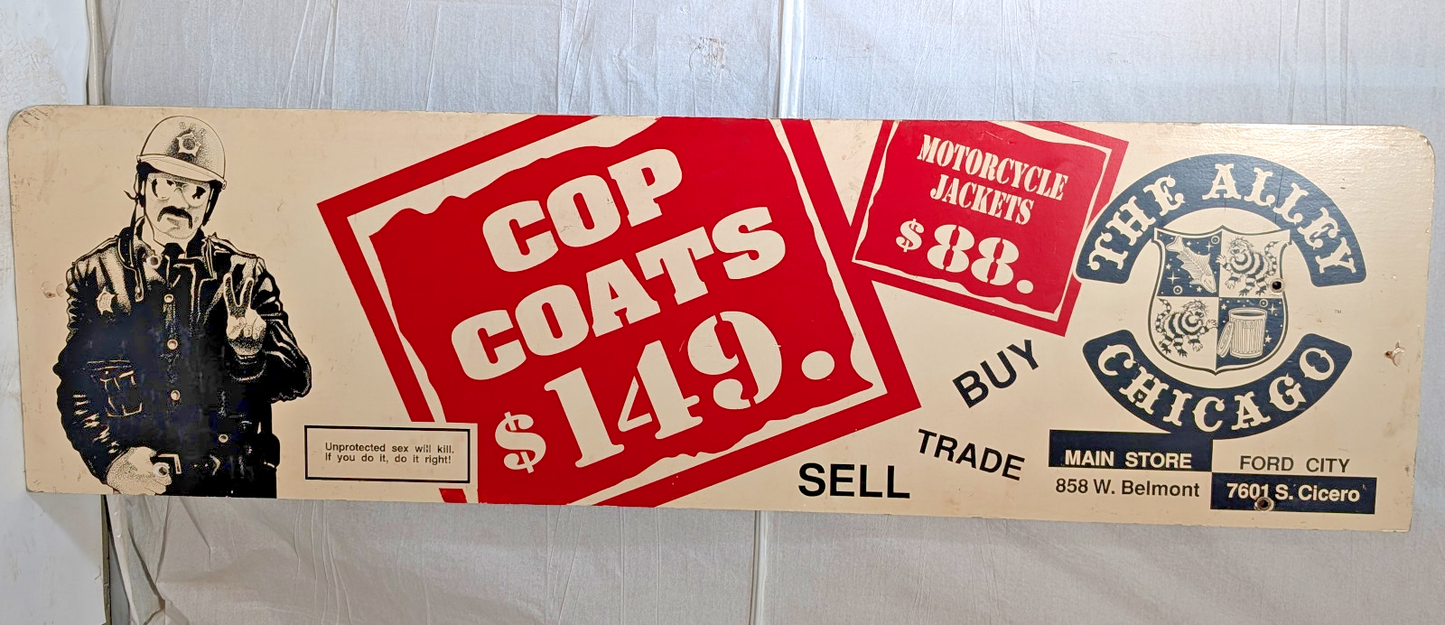 Unprotected sex will kill.
If you do it, do it right!
COP
COATS
$149.
MOTORCYCLE
JACKETS
$88.
BUY
TRADE
SELL
THE ALLEY
CHICAGO
TM
MAIN STORE
858 W. Belmont
FORD CITY
7601 S. Cicero